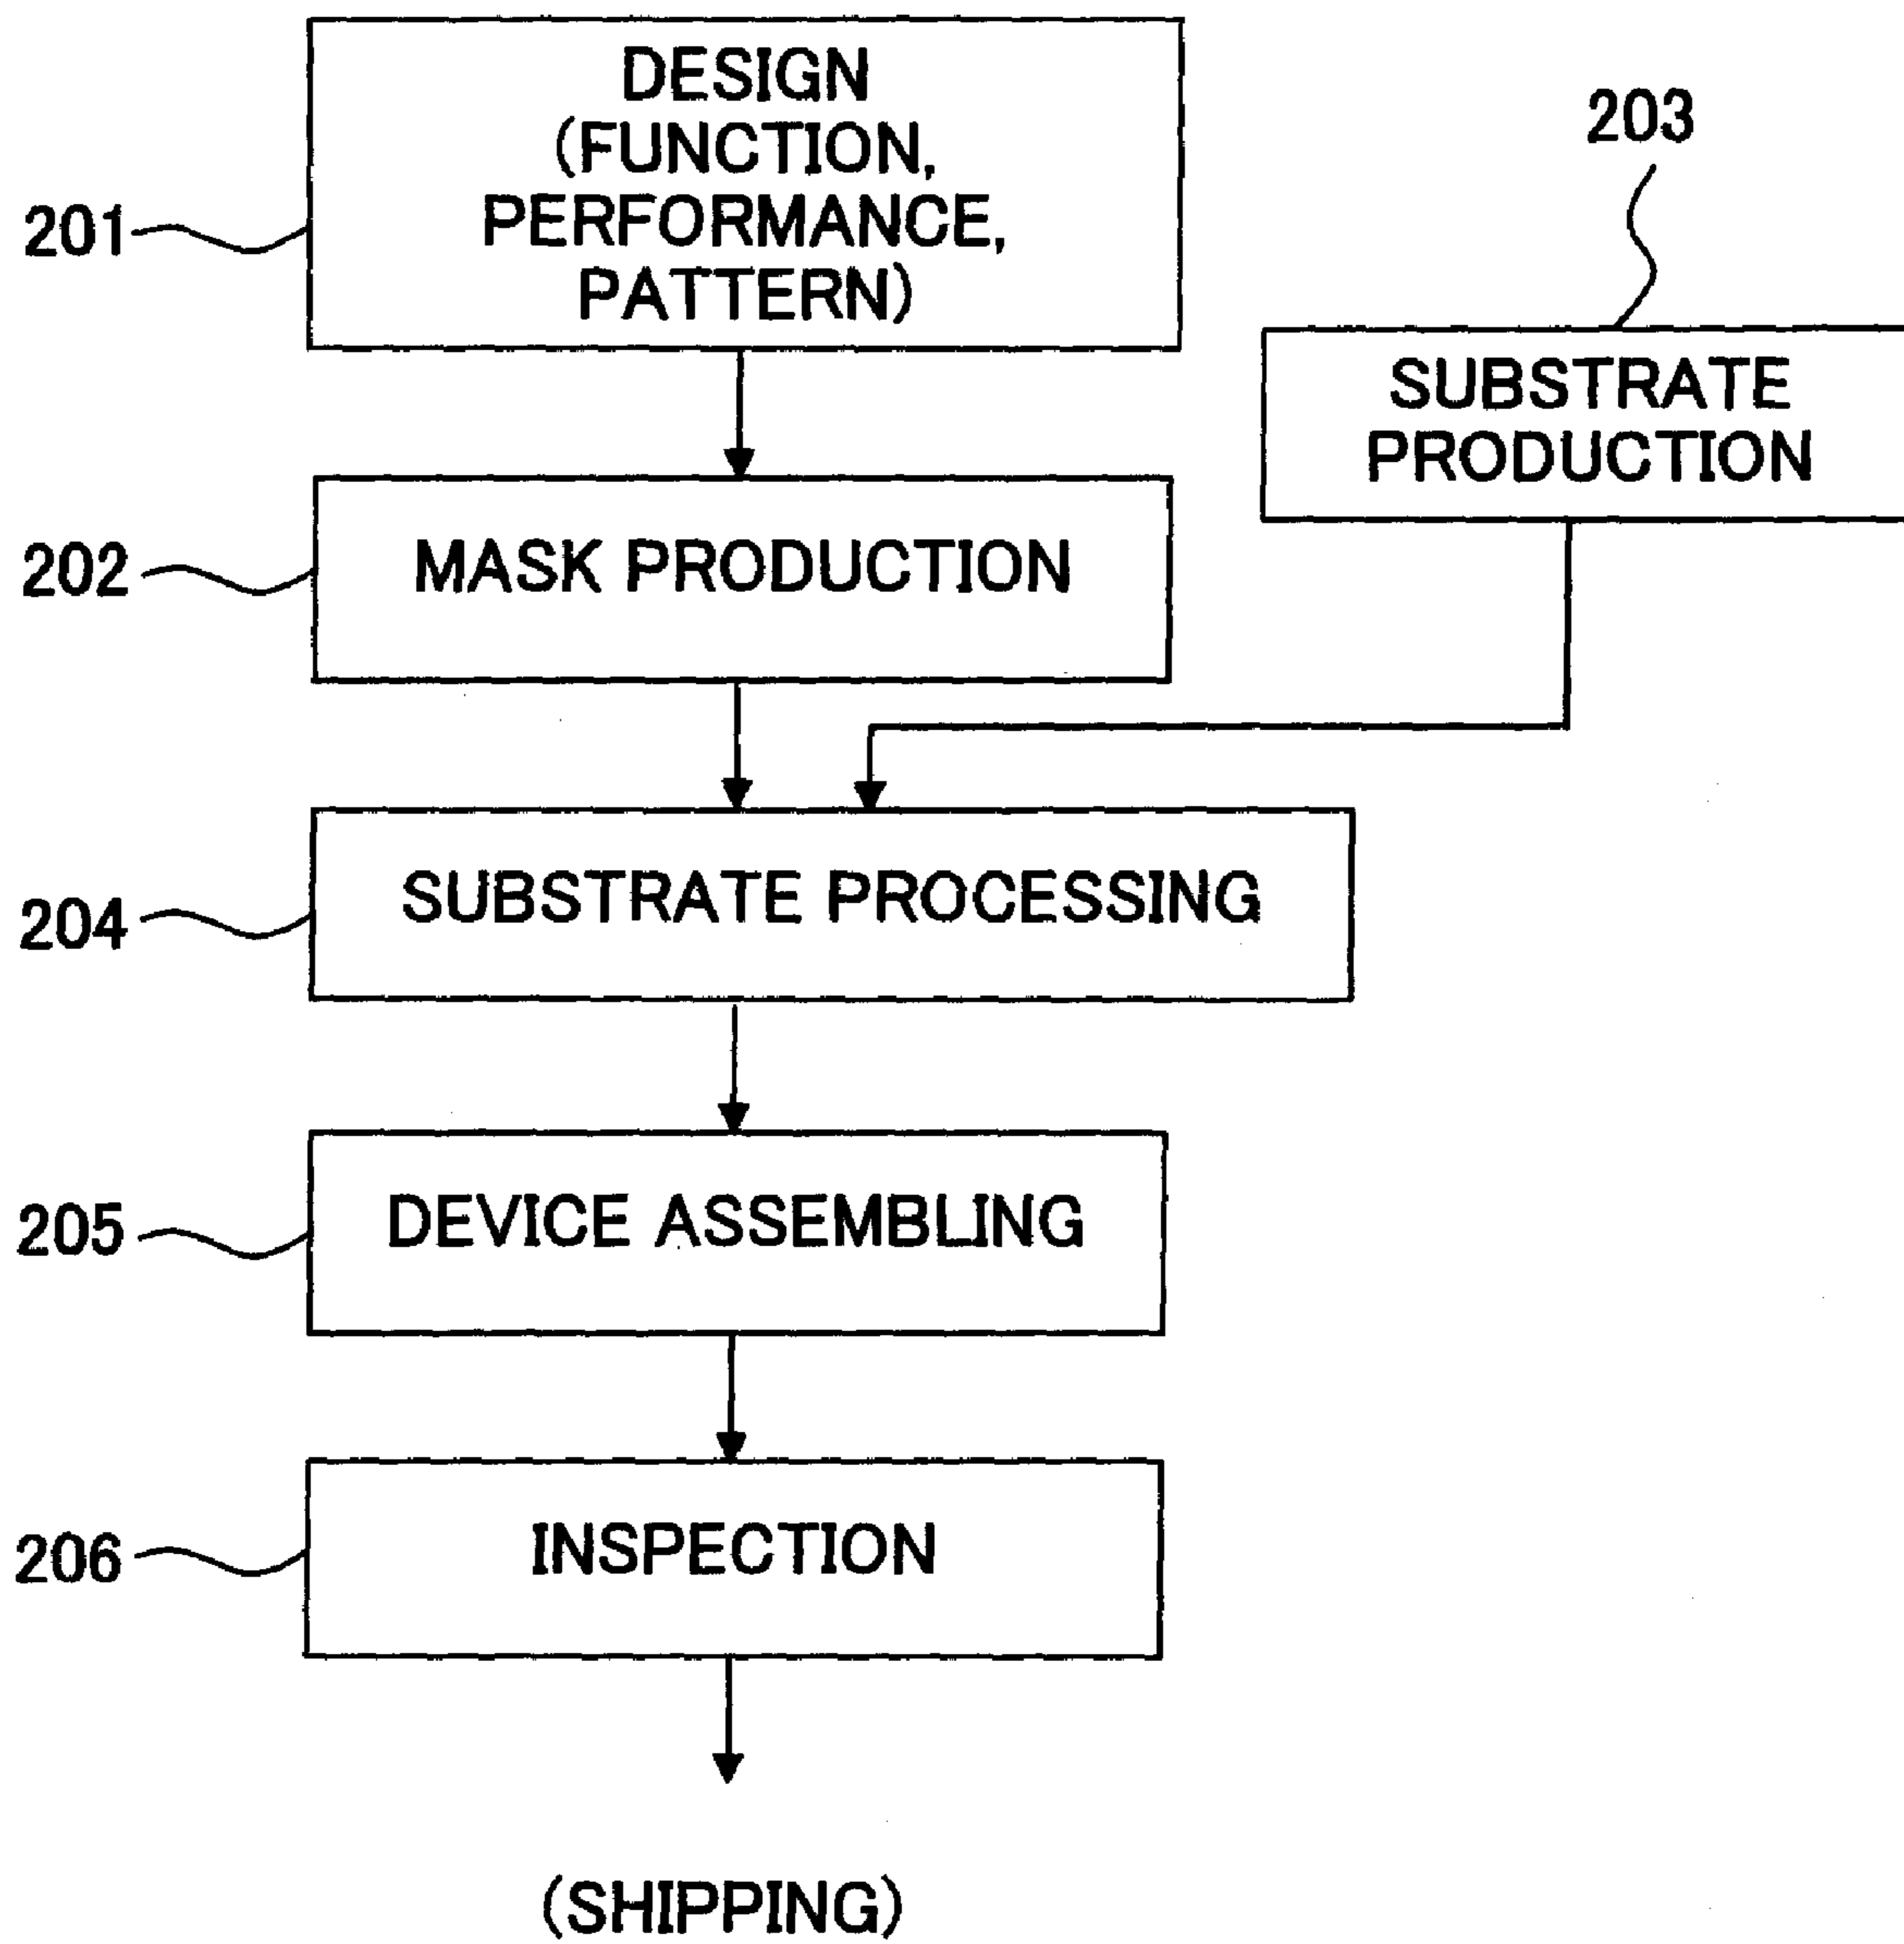 DESIGN
(FUNCTION,
PERFORMANCE,
PATTERN)
201
203
SUBSTRATE
PRODUCTION
202
MASK PRODUCTION
204
SUBSTRATE PROCESSING
205
DEVICE ASSEMBLING
206
INSPECTION
(SHIPPING)